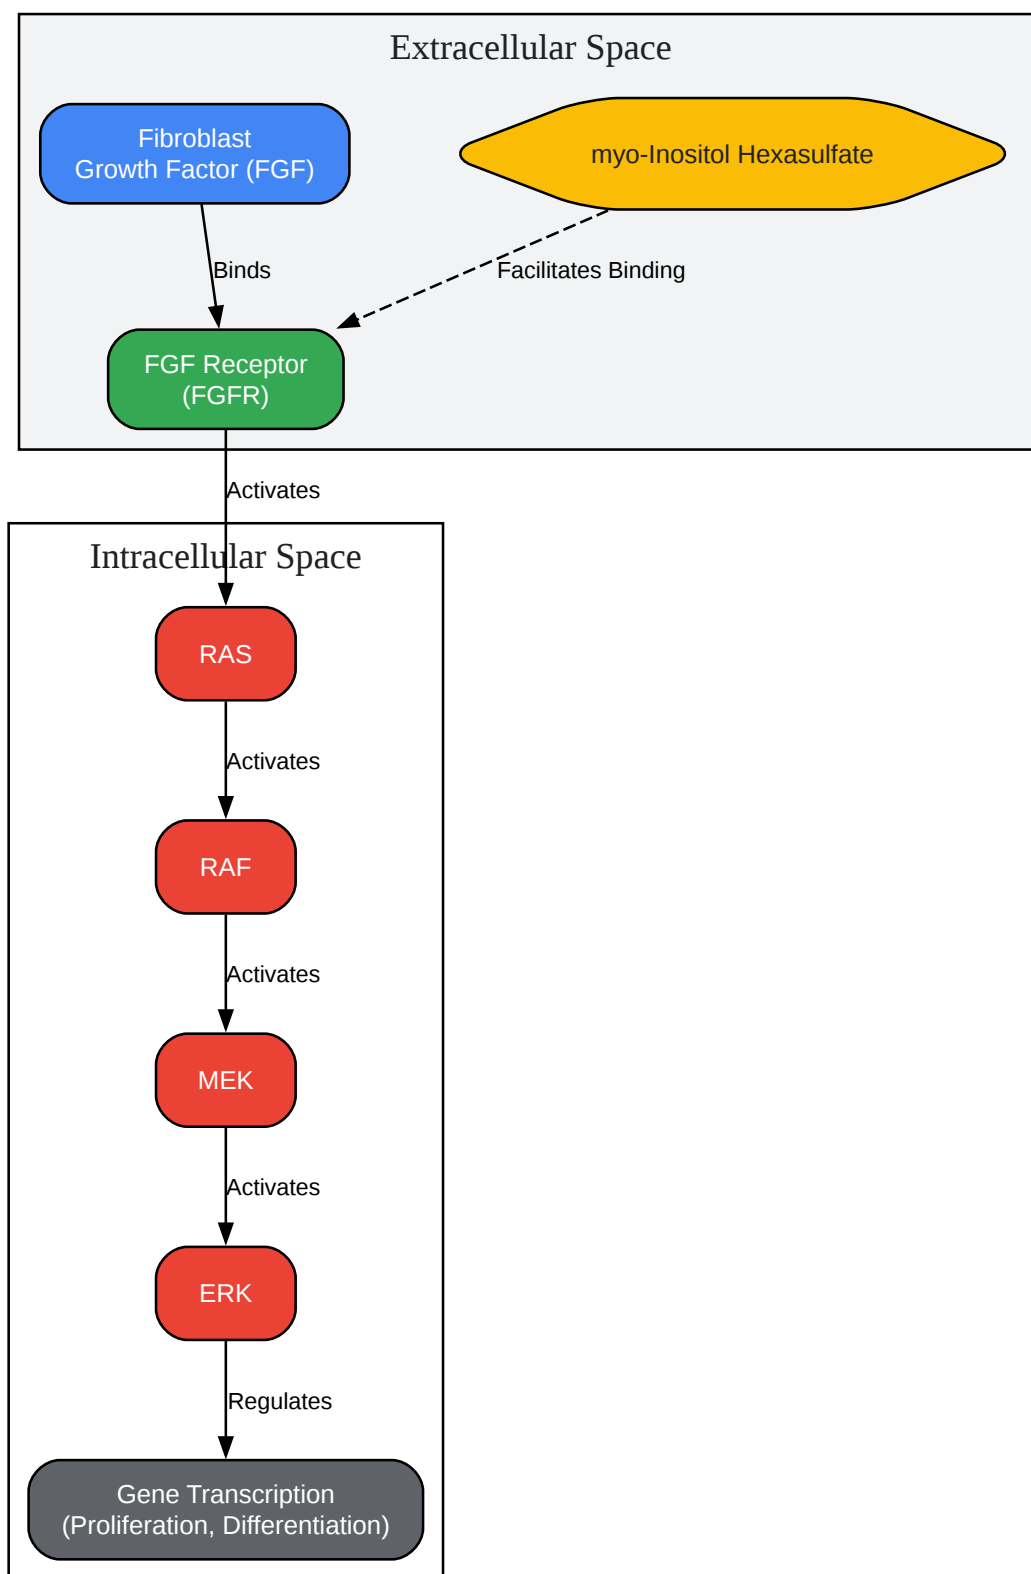 Extracellular Space
Fibroblast
Growth Factor (FGF)
myo-Inositol Hexasulfate
Binds
Facilitates Binding
FGF Receptor
(FGFR)
Activates
Intracellular Space
RAS
Activates
RAF
Activates
MEK
Activates
ERK
Regulates
Gene Transcription
(Proliferation, Differentiation)